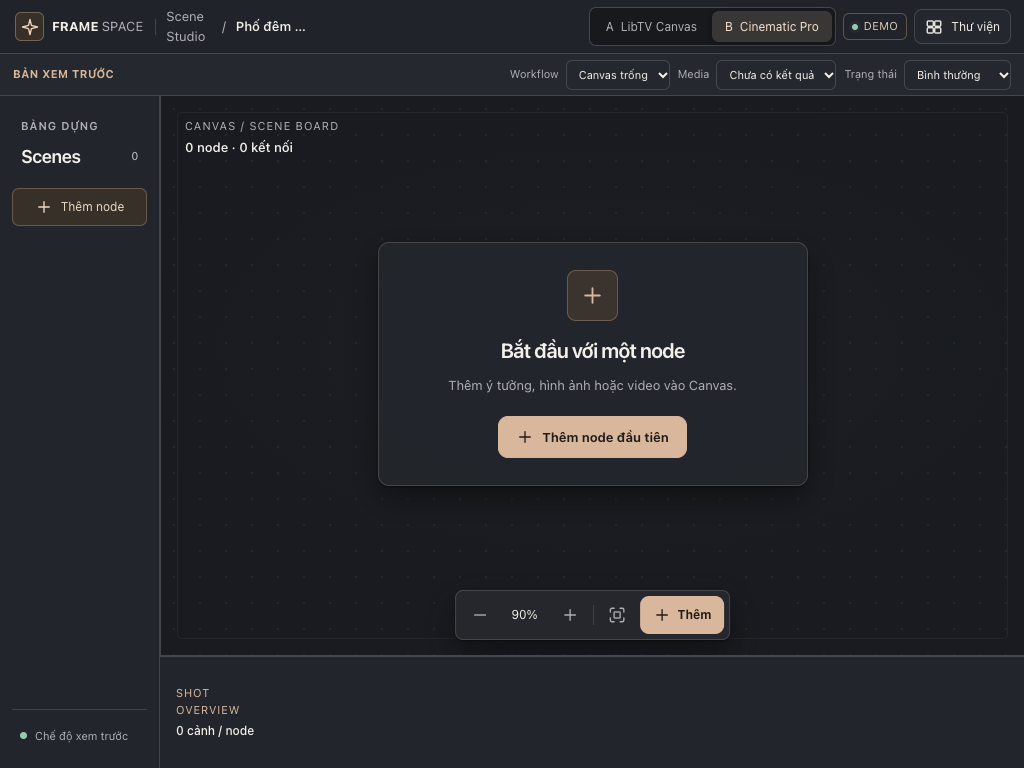 FRAME SPACE
Scene
Studio
/
Phố đêm ...
A LibTV Canvas
B Cinematic Pro
DEMO
Thư viện
BẢN XEM TRƯỚC
Workflow
Canvas trống
Media
Chưa có kết quả
Trạng thái
Bình thường
BẢNG DỰNG
Scenes
0
Thêm node
CANVAS / SCENE BOARD
0 node · 0 kết nối
Bắt đầu với một node
Thêm ý tưởng, hình ảnh hoặc video vào Canvas.
Thêm node đầu tiên
90%
Thêm
SHOT
OVERVIEW
0 cảnh / node
Chế độ xem trước